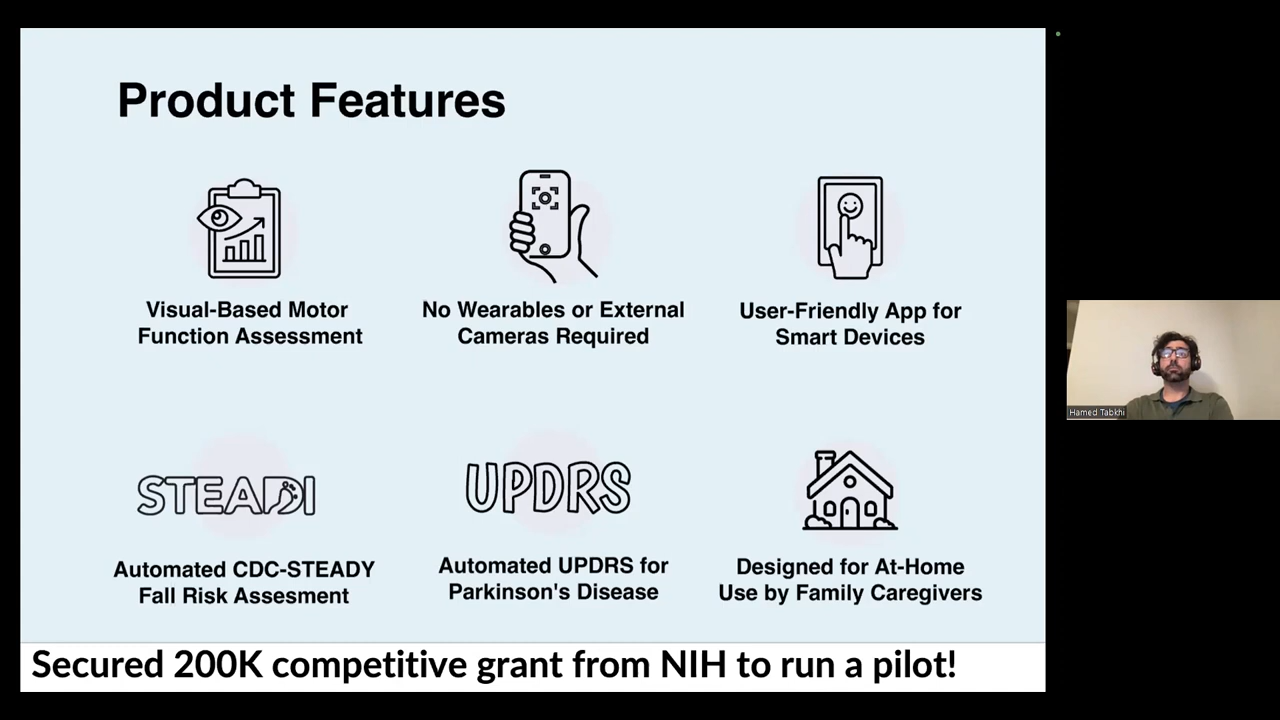 Product Features
Visual-Based Motor
Function Assessment
No Wearables or External
Cameras Required
User-Friendly App for
Smart Devices
STEADI
Automated CDC-STEADY
Fall Risk Assesment
UPDRS
Automated UPDRS for
Parkinson's Disease
Designed for At-Home
Use by Family Caregivers
Secured 200K competitive grant from NIH to run a pilot!
Hamed Tabkhi